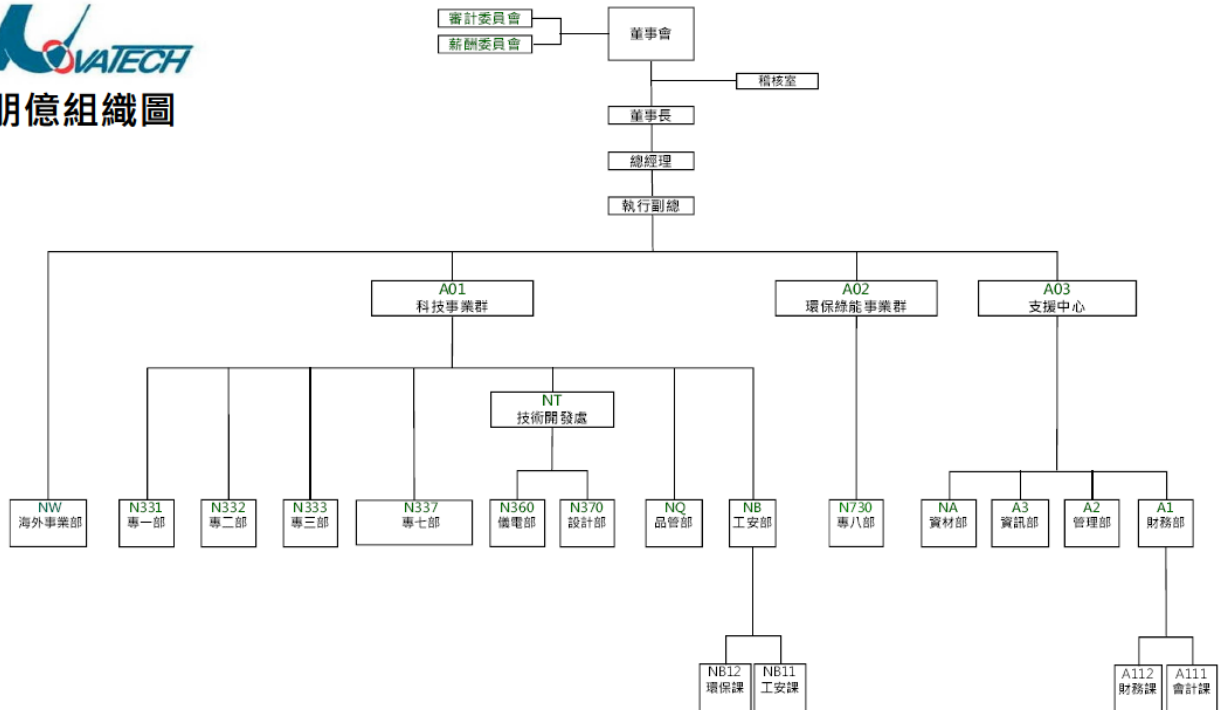 審計委員會
薪酬委員會
董事會
OVATECH
稽核室
朋億組織圖
董事長
總經理
執行副總
A01
科技事業群
A02
環保綠能事業群
A03
支援中心
NT
技術開發處
NW
海外事業部
N331
專一部
N332
專二部
N333
專三部
N337
專七部
N360
儀電部
N370
設計部
NQ
品管部
NB
工安部
N730
專八部
NA
資材部
A3
資訊部
A2
管理部
A1
財務部
NB12
環保課
NB11
工安課
A112
財務課
A111
會計課